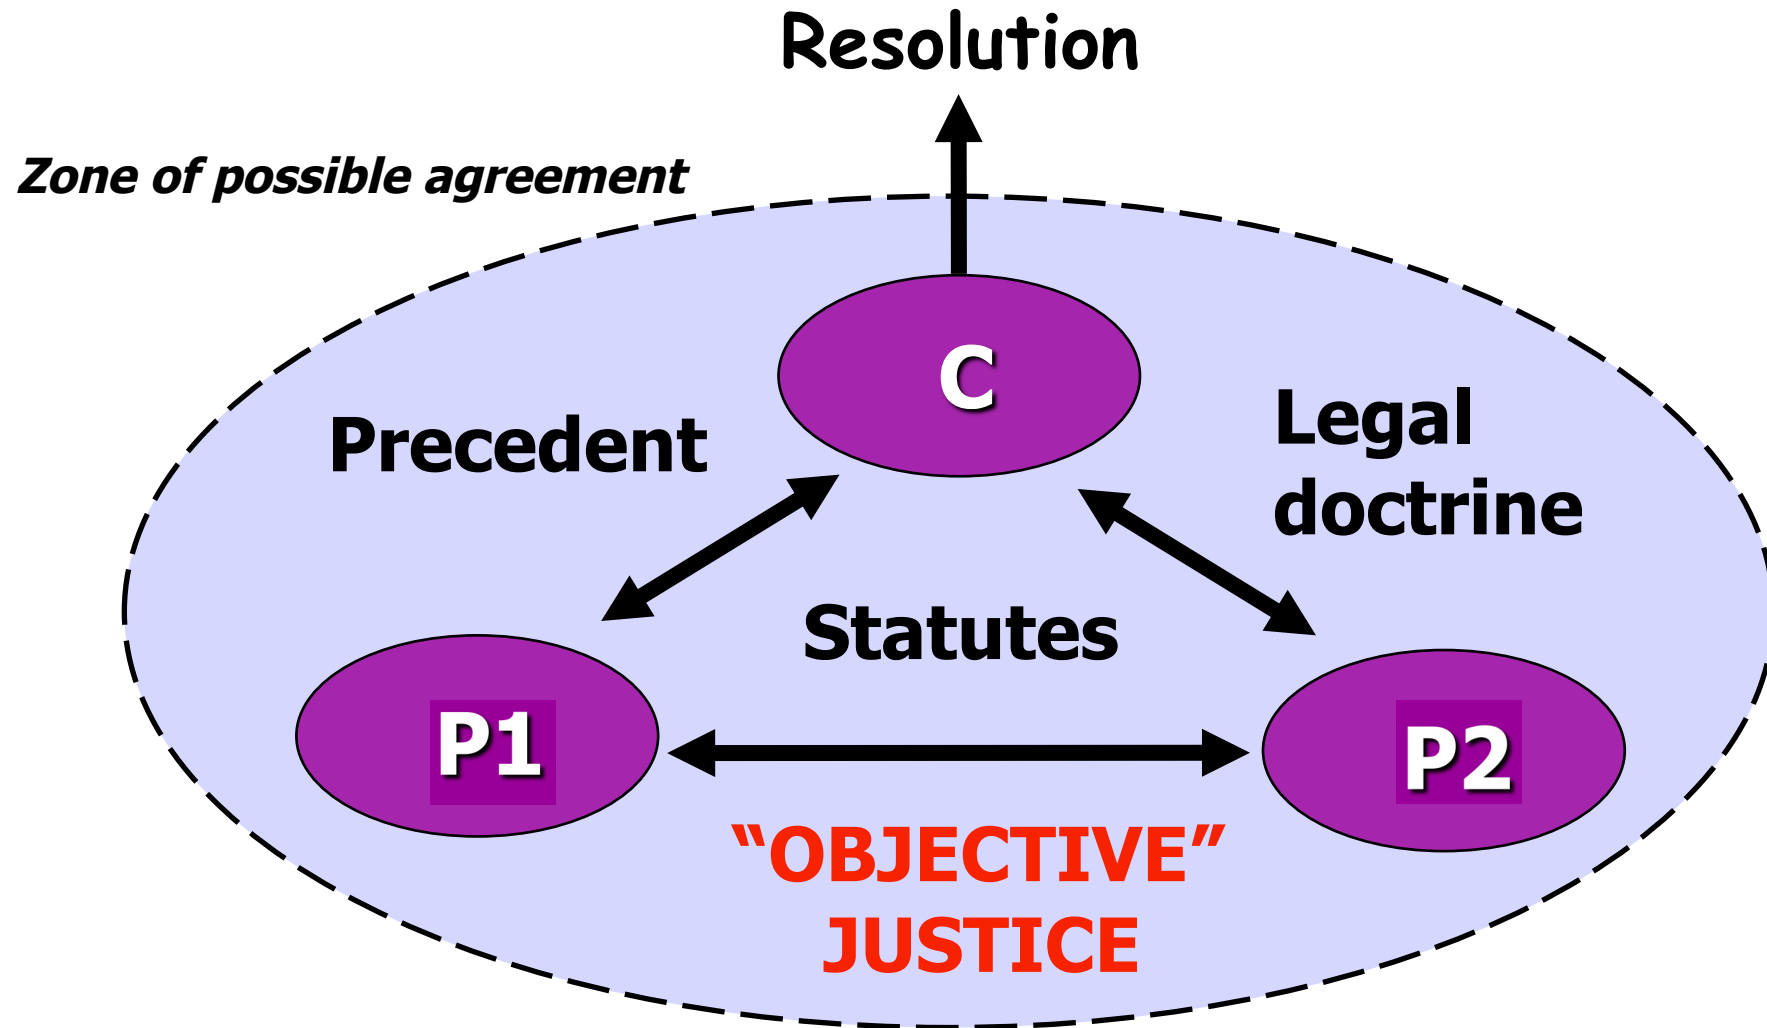 Resolution
Zone of possible agreement
C
Precedent
Legal
doctrine
Statutes
P1
P2
“OBJECTIVE”
JUSTICE